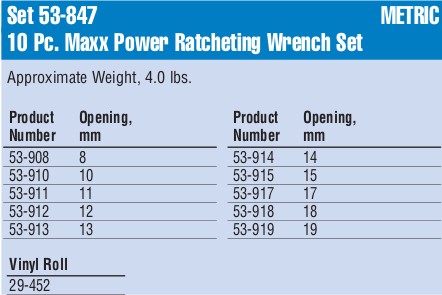 Set 53-847 METRIC
10 Pc. Maxx Power Ratcheting Wrench Set
Approximate Weight, 4.0 lbs.
Product Opening,
Number mm
53-908 8
53-910 10
53-911 11
53-912 12
53-913 13
Product Opening,
Number mm
53-914 14
53-915 15
53-917 17
53-918 18
53-919 19
Vinyl Roll
29-452